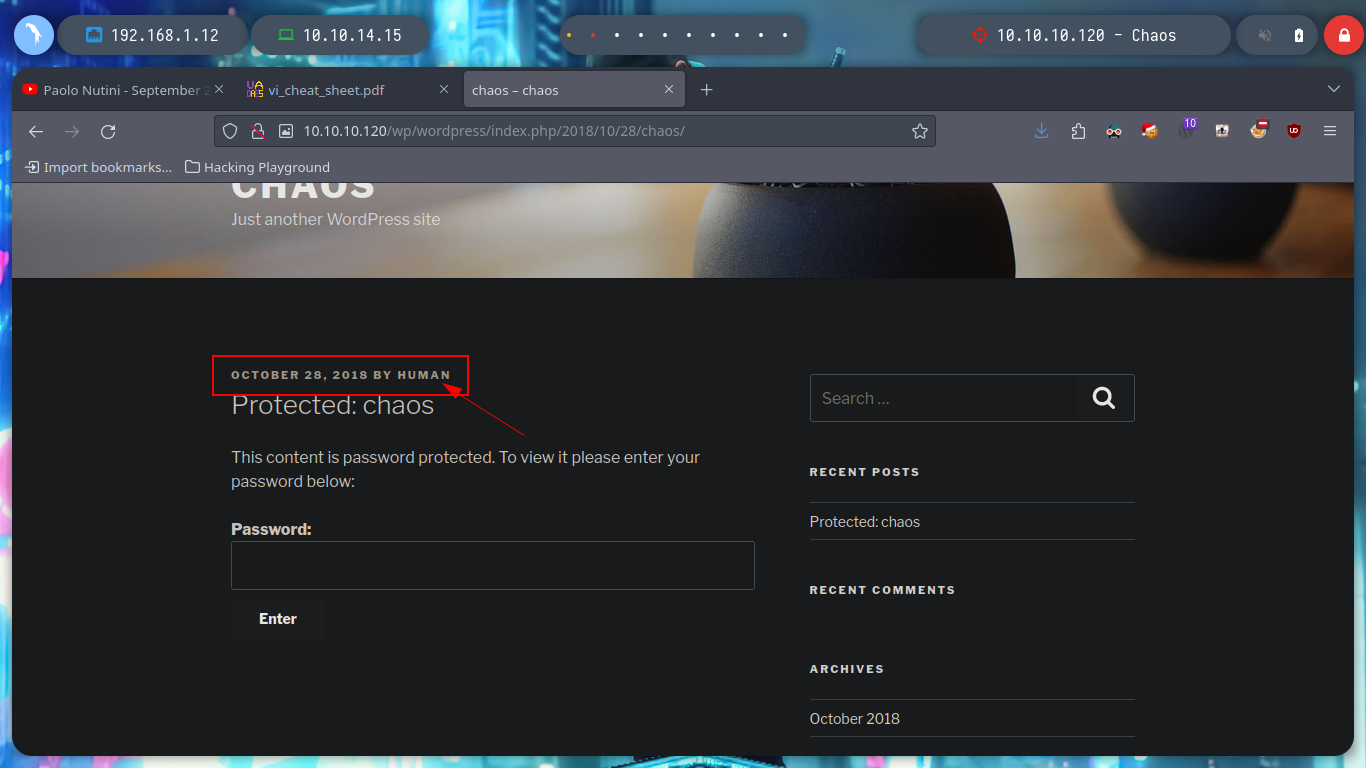 192.168.1.12
10.10.14.15
10.10.10.120 - Chaos
Paolo Nutini - September 2
vi_cheat_sheet.pdf
chaos – chaos
10.10.10.120/wp/wordpress/index.php/2018/10/28/chaos/
10
Import bookmarks...
Hacking Playground
CHAOS
Just another WordPress site
OCTOBER 28, 2018 BY HUMAN
Protected: chaos
This content is password protected. To view it please enter your
password below:
Password:
Enter
Search …
RECENT POSTS
Protected: chaos
RECENT COMMENTS
ARCHIVES
October 2018